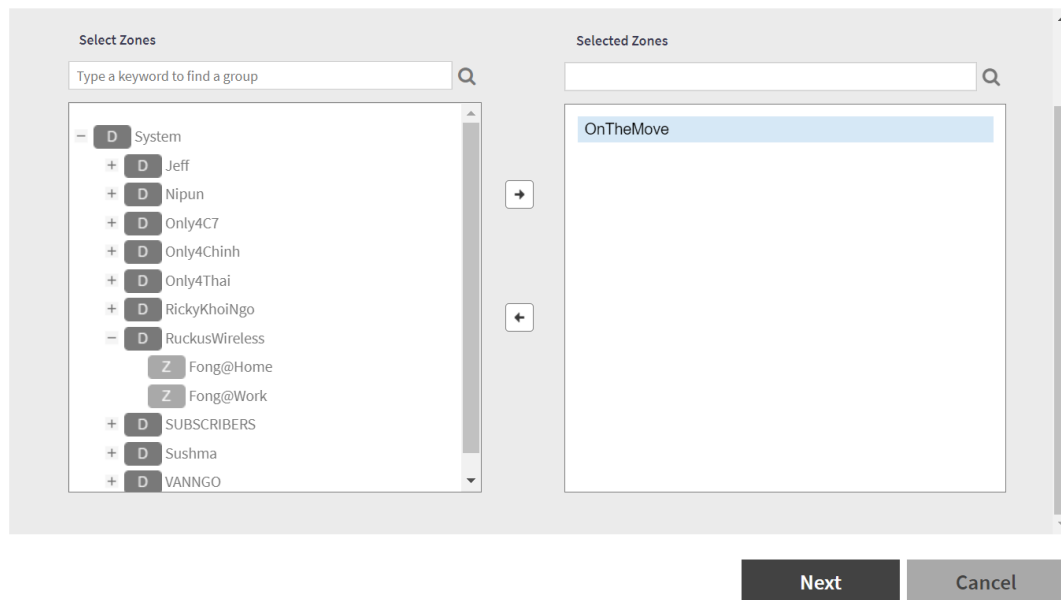 Select Zones
Type a keyword to find a group
D System
D Jeff
D Nipun
D Only4C7
D Only4Chinh
D Only4Thai
D RickyKhoiNgo
D RuckusWireless
Z Fong@Home
Z Fong@Work
D SUBSCRIBERS
D Sushma
D VANNGO
Selected Zones
OnTheMove
Next
Cancel